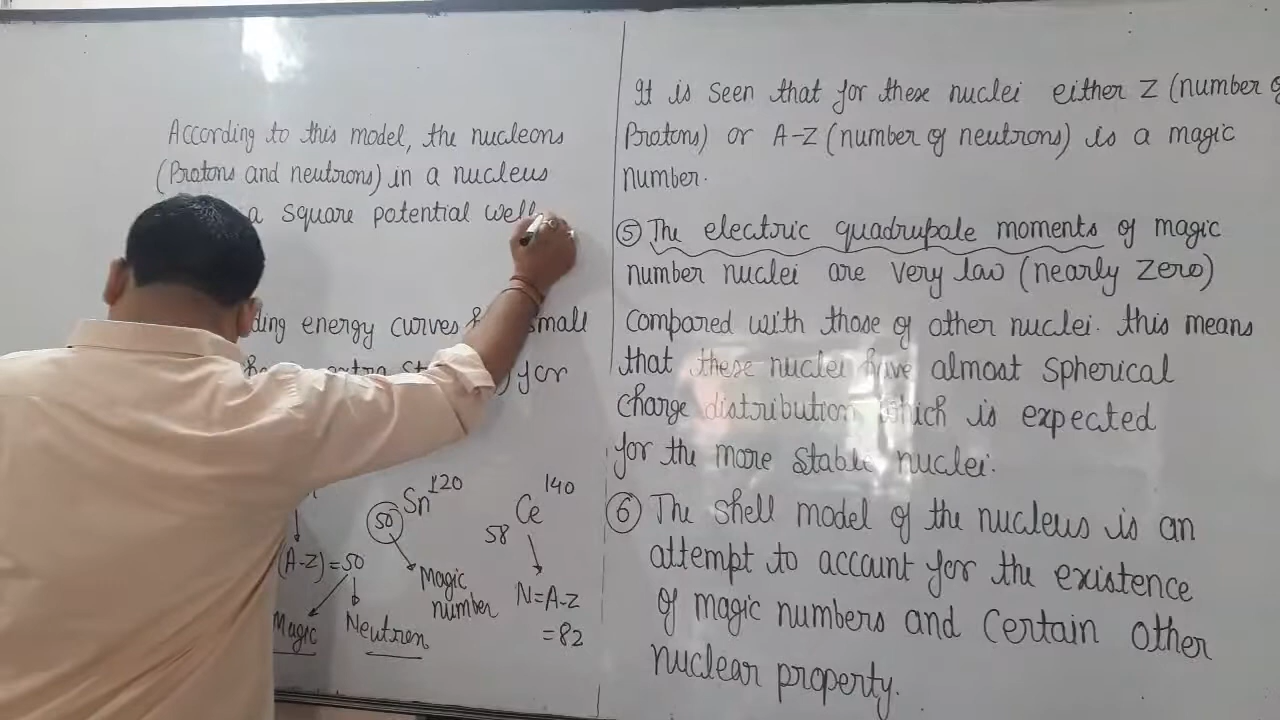 According to this model, the nucleons
(Protons and neutrons) in a nucleus
a square potential well
energy curves small
for
Sn 120
50
Magic
number
Ce 140
58
N=A-Z
=82
(A-Z)=50
Magic
Neutron
It is seen that for these nuclei either Z (number of
Protons) or A-Z (number of neutrons) is a magic
number.
⑤ The electric quadrupale moments of magic
number nuclei are very low (nearly zero)
Compared with those of other nuclei. this means
that these nuclei have almost spherical
charge distribution which is expected
for the more stable nuclei.
⑥ The shell model of the nucleus is an
attempt to account for the existence
of magic numbers and Certain other
nuclear property.